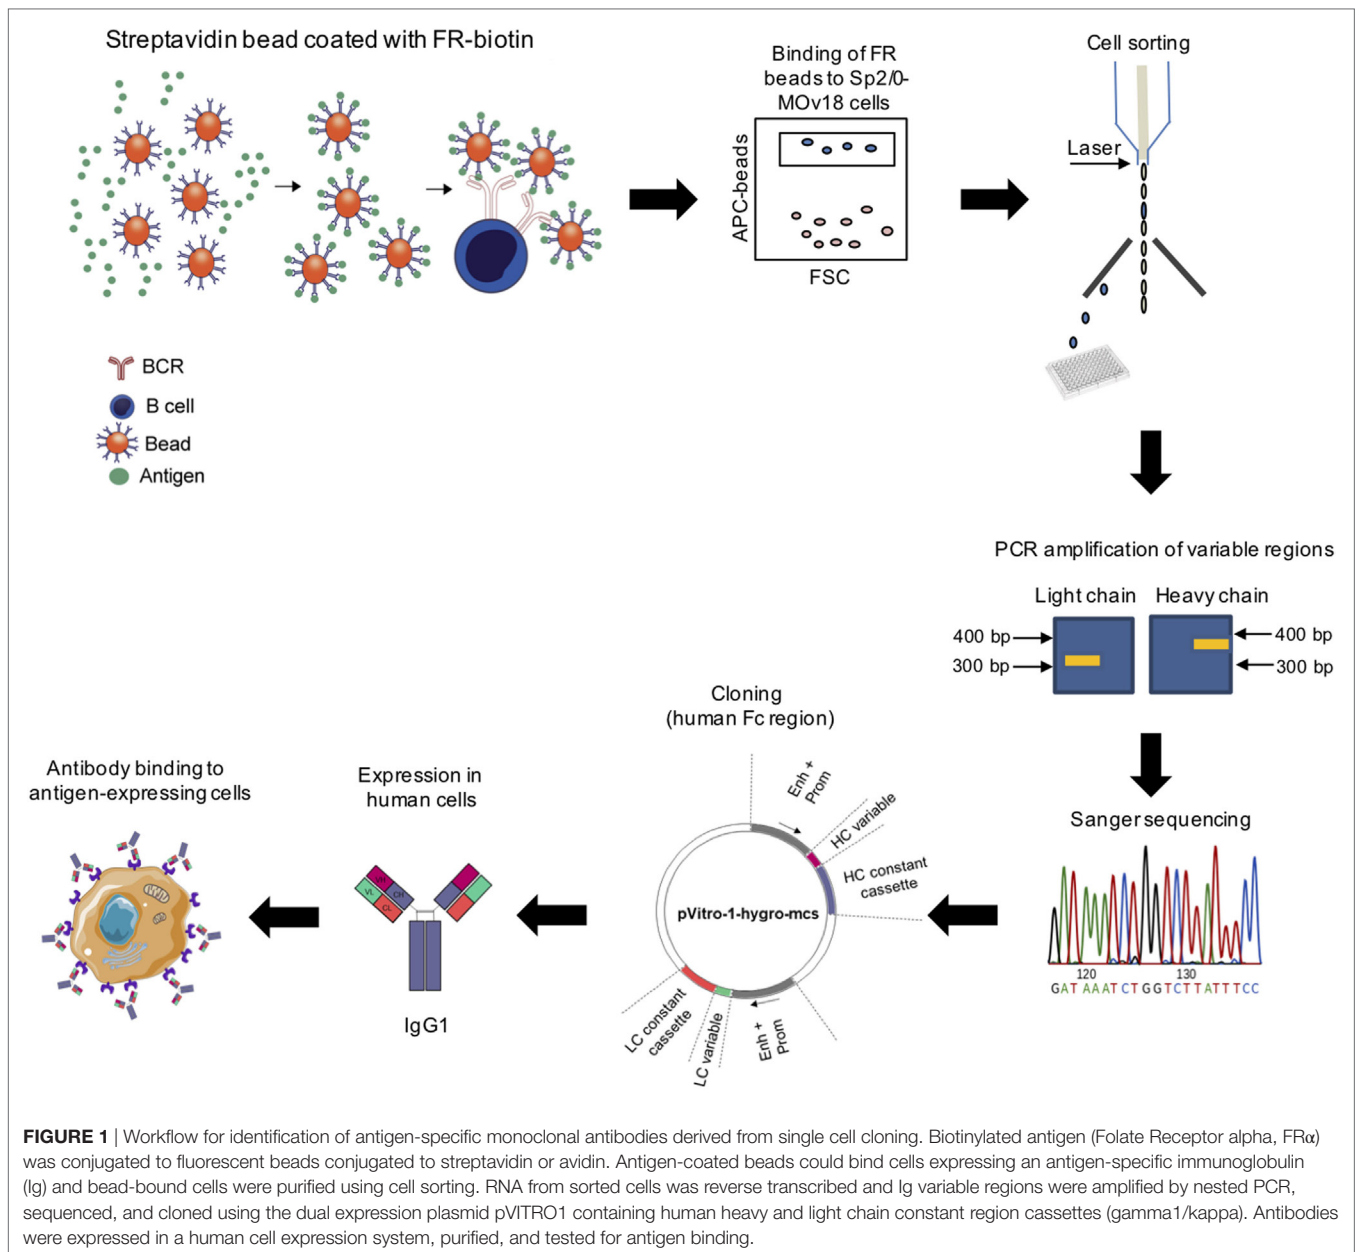 Streptavidin bead coated with FR-biotin
BCR
B cell
Bead
Antigen
Binding of FR
beads to Sp2/0-
MOv18 cells
APC-beads
FSC
Cell sorting
Laser
PCR amplification of variable regions
Light chain
Heavy chain
400 bp
300 bp
400 bp
300 bp
Sanger sequencing
120
130
GATAAATCTGGTCTTATTTCC
Cloning
(human Fc region)
Enh +
Prom
HC variable
HC constant
cassette
pVitro-1-hygro-mcs
LC constant
cassette
LC variable
Enh +
Prom
Expression in
human cells
VH
CH
VL
CL
IgG1
Antibody binding to
antigen-expressing cells
FIGURE 1 | Workflow for identification of antigen-specific monoclonal antibodies derived from single cell cloning. Biotinylated antigen (Folate Receptor alpha, FRα)
was conjugated to fluorescent beads conjugated to streptavidin or avidin. Antigen-coated beads could bind cells expressing an antigen-specific immunoglobulin
(Ig) and bead-bound cells were purified using cell sorting. RNA from sorted cells was reverse transcribed and Ig variable regions were amplified by nested PCR,
sequenced, and cloned using the dual expression plasmid pVITRO1 containing human heavy and light chain constant region cassettes (gamma1/kappa). Antibodies
were expressed in a human cell expression system, purified, and tested for antigen binding.